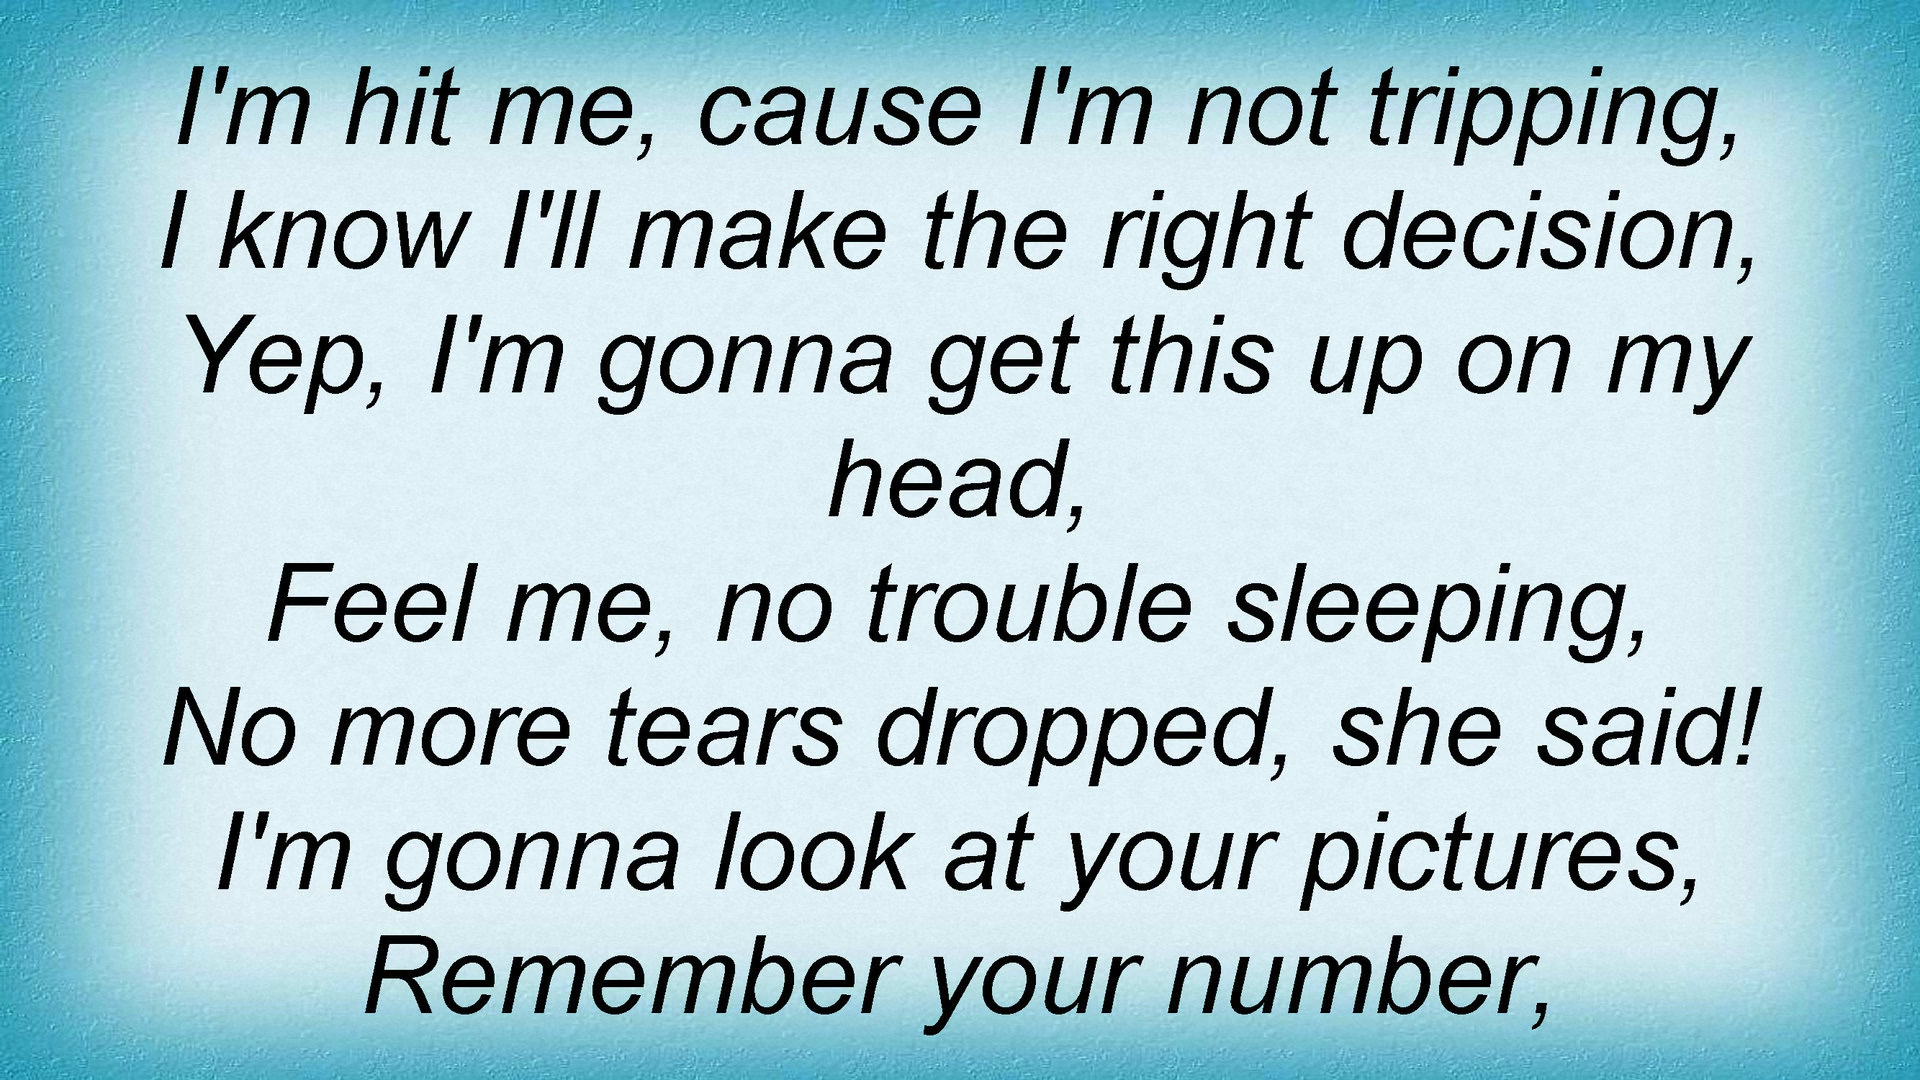 I'm hit me, cause I'm not tripping,
I know I'll make the right decision,
Yep, I'm gonna get this up on my
head,
Feel me, no trouble sleeping,
No more tears dropped, she said!
I'm gonna look at your pictures,
Remember your number,